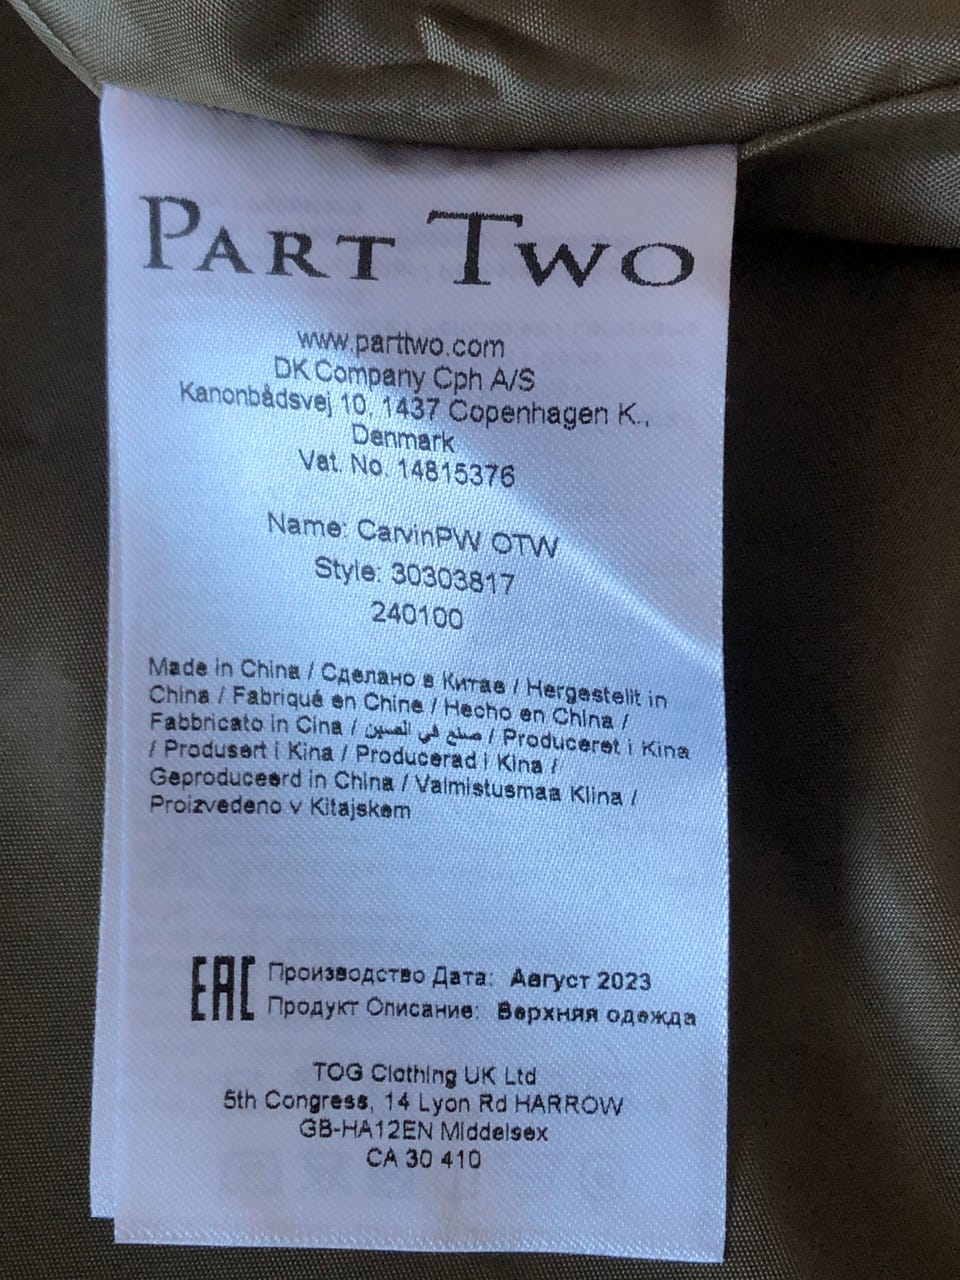 PART TWO
www.parttwo.com
DK Company Cph A/S
Kanonbådsvej 10, 1437 Copenhagen K.,
Denmark
Vat. No. 14815376
Name: CarvinPW OTW
Style: 30303817
240100
Made in China / Сделано в Китае / Hergestellt in
China / Fabriqué en Chine / Hecho en China /
Fabbricato in Cina / صنع في الصين / Produceret i Kina
/ Produsert i Kina / Producerad i Kina /
Geproduceerd in China / Valmistusmaa Kiina /
Proizvedeno v Kitajskem
EAC Производство Дата: Август 2023
Продукт Описание: Верхняя одежда
TOG Clothing UK Ltd
5th Congress, 14 Lyon Rd HARROW
GB-HA12EN Middelsex
CA 30 410